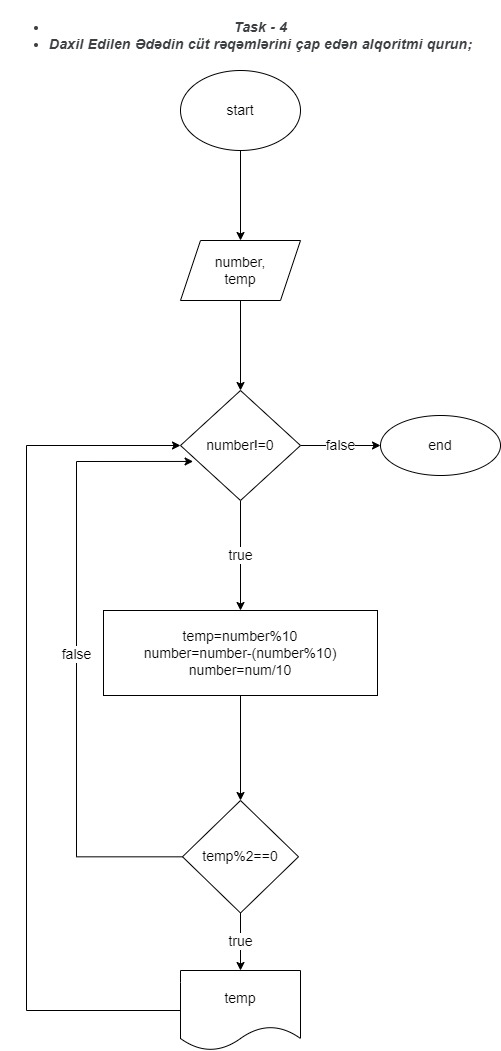 Task - 4
Daxil Edilen Ədədin cüt rəqəmlərini çap edən alqoritmi qurun;
start
number,
temp
number!=0
false
end
true
temp=number%10
number=number-(number%10)
number=num/10
false
temp%2==0
true
temp